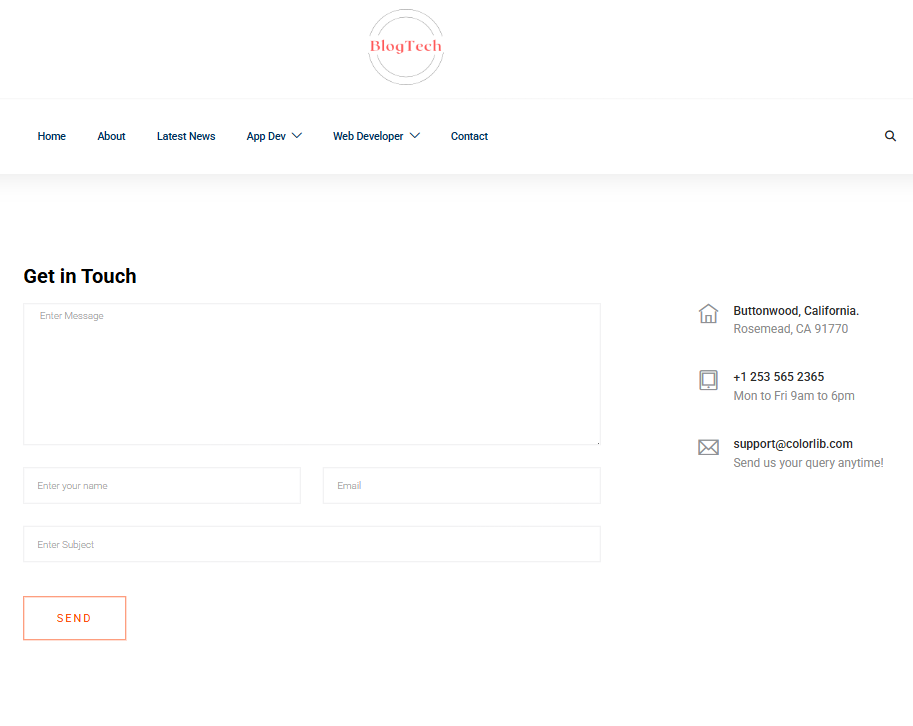 BlogTech
Home About Latest News App Dev Web Developer Contact
Get in Touch
Enter Message
Enter your name
Email
Enter Subject
SEND
Buttonwood, California.
Rosemead, CA 91770
+1 253 565 2365
Mon to Fri 9am to 6pm
support@colorlib.com
Send us your query anytime!